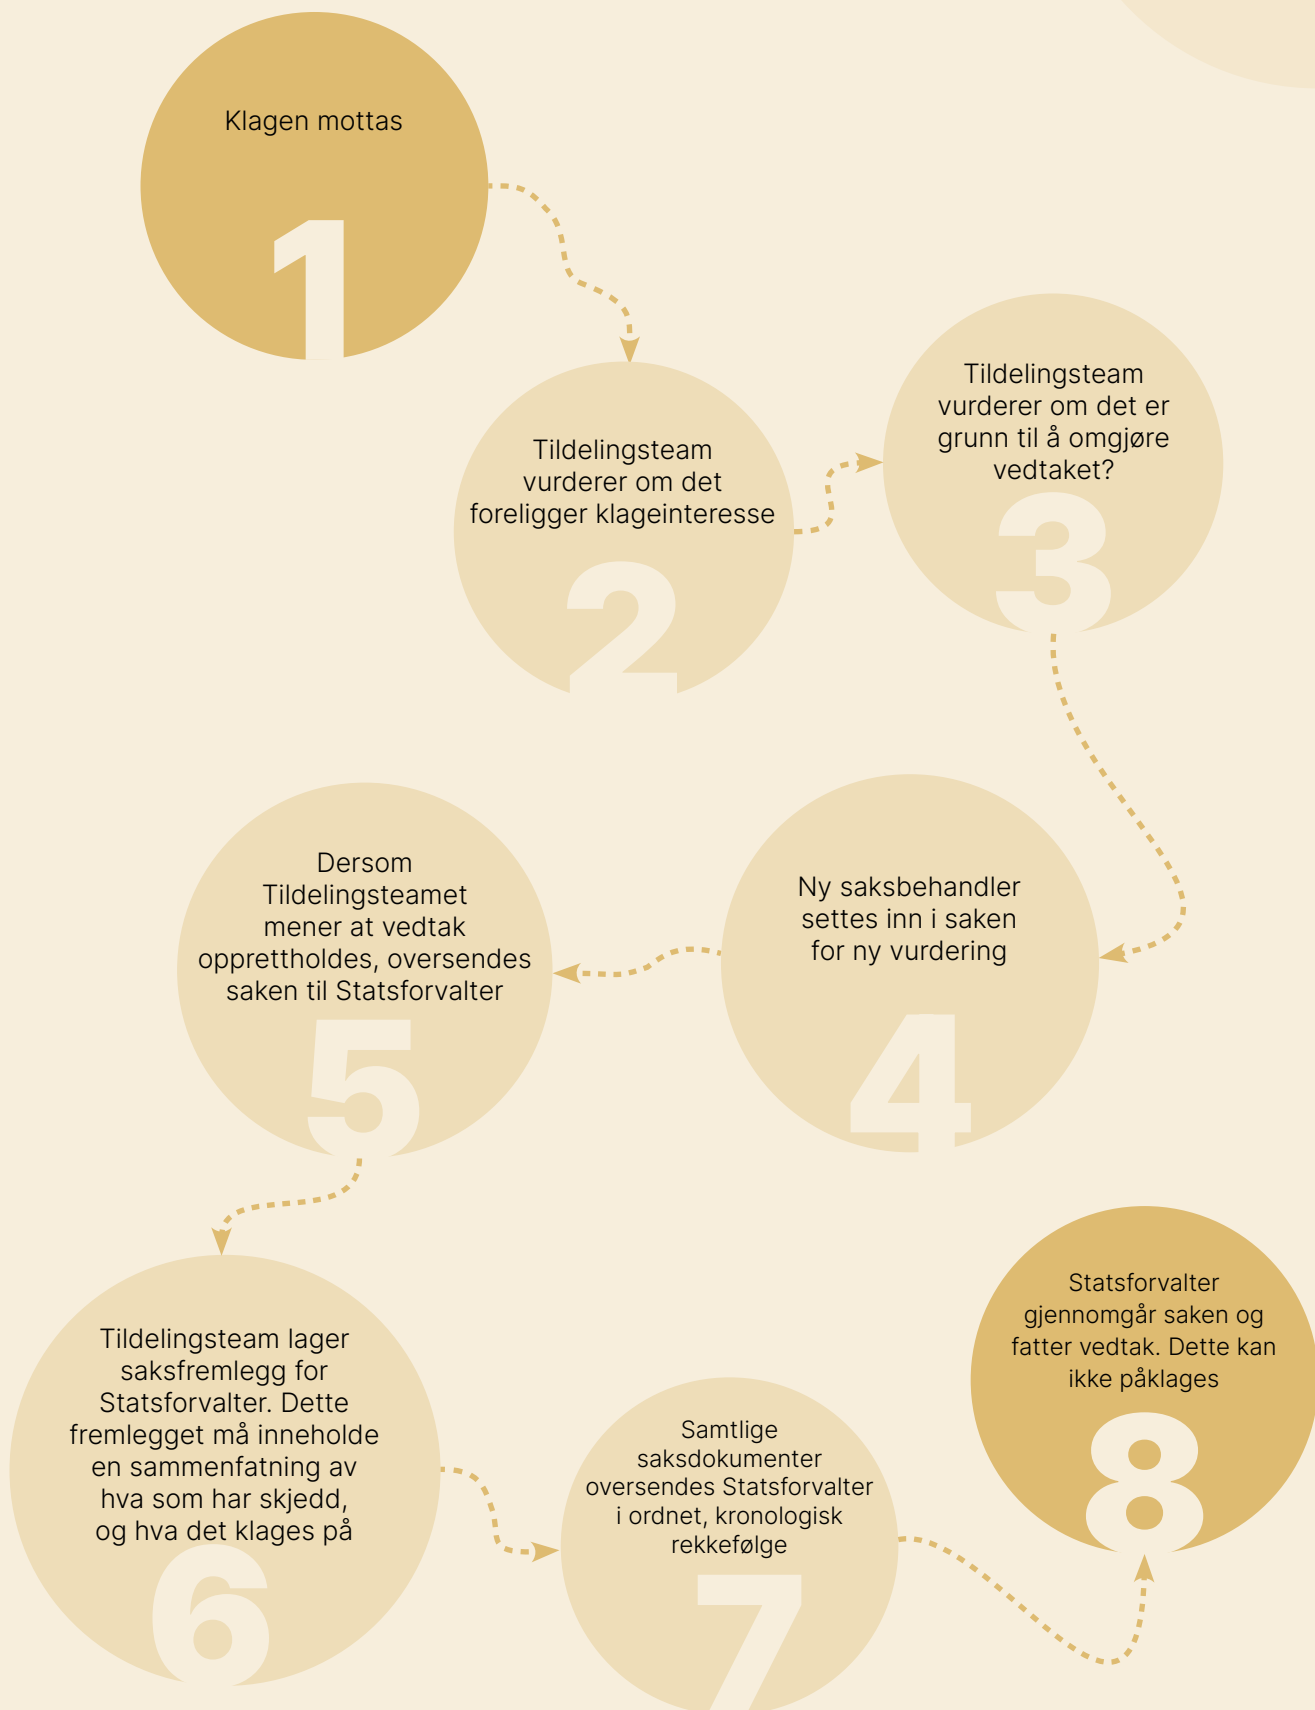 Klagen mottas
1
Tildelingsteam
vurderer om det
foreligger klageinteresse
2
Tildelingsteam
vurderer om det er
grunn til å omgjøre
vedtaket?
3
Ny saksbehandler
settes inn i saken
for ny vurdering
4
Dersom
Tildelingsteamet
mener at vedtak
opprettholdes, oversendes
saken til Statsforvalter
5
Tildelingsteam lager
saksfremlegg for
Statsforvalter. Dette
fremlegget må inneholde
en sammenfatning av
hva som har skjedd,
og hva det klages på
6
Samtlige
saksdokumenter
oversendes Statsforvalter
i ordnet, kronologisk
rekkefølge
7
Statsforvalter
gjennomgår saken og
fatter vedtak. Dette kan
ikke påklages
8